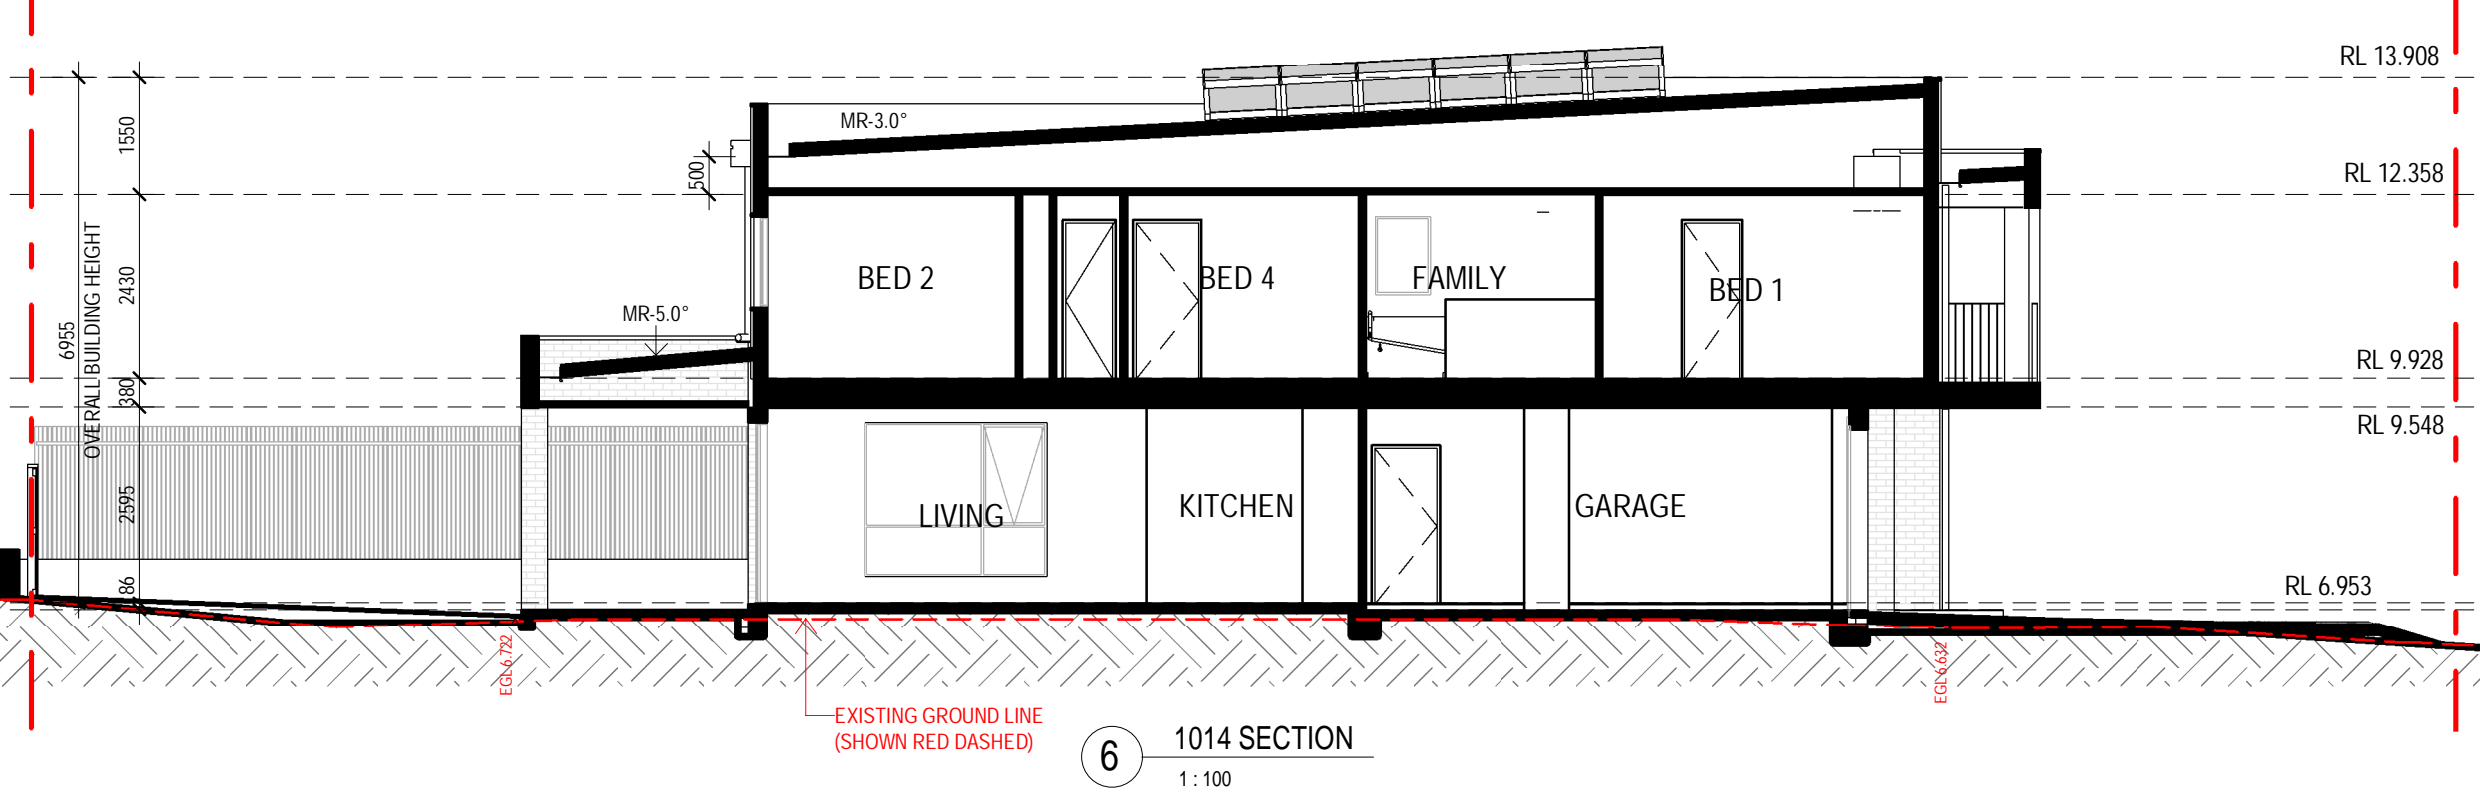 RL 13.908
MR-3.0°
1550
500
RL 12.358
OVERALL BUILDING HEIGHT
6955
2430
BED 2
BED 4
FAMILY
BED 1
MR-5.0°
RL 9.928
380
RL 9.548
2595
LIVING
KITCHEN
GARAGE
86
RL 6.953
EGL 6.722
EGL 6.632
EXISTING GROUND LINE
(SHOWN RED DASHED)
6
1014 SECTION
1 : 100